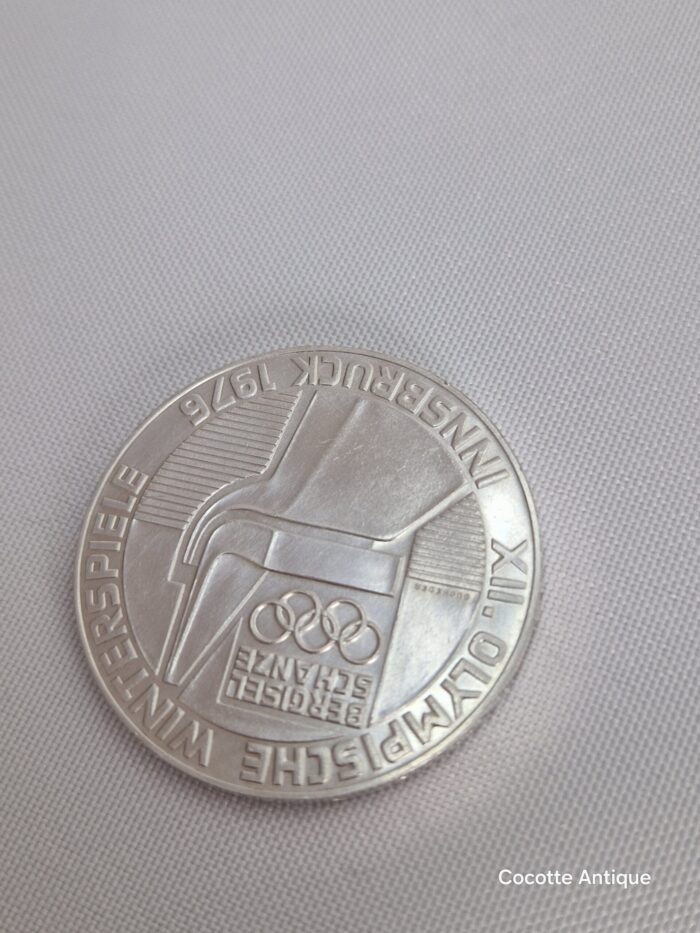 XII. OLYMPISCHE WINTERSPIELE
INNSBRUCK 1976
BERGISEL
SCHANZE
Cocotte Antique